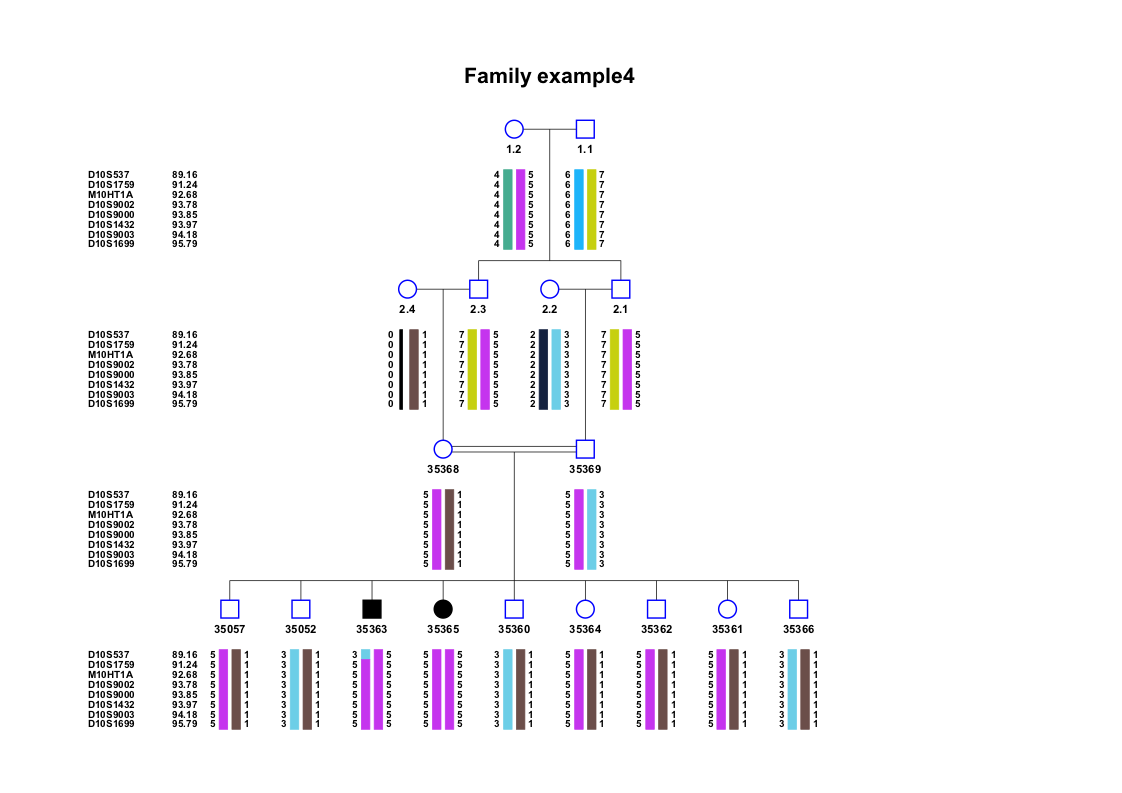 Family example4
1.2 1.1
D10S537 89.16 4 5 6 7
D10S1759 91.24 4 5 6 7
M10HT1A 92.68 4 5 6 7
D10S9002 93.78 4 5 6 7
D10S9000 93.85 4 5 6 7
D10S1432 93.97 4 5 6 7
D10S9003 94.18 4 5 6 7
D10S1699 95.79 4 5 6 7
2.4 2.3 2.2 2.1
D10S537 89.16 0 1 7 5 2 3 7 5
D10S1759 91.24 0 1 7 5 2 3 7 5
M10HT1A 92.68 0 1 7 5 2 3 7 5
D10S9002 93.78 0 1 7 5 2 3 7 5
D10S9000 93.85 0 1 7 5 2 3 7 5
D10S1432 93.97 0 1 7 5 2 3 7 5
D10S9003 94.18 0 1 7 5 2 3 7 5
D10S1699 95.79 0 1 7 5 2 3 7 5
35368 35369
D10S537 89.16 5 1 5 3
D10S1759 91.24 5 1 5 3
M10HT1A 92.68 5 1 5 3
D10S9002 93.78 5 1 5 3
D10S9000 93.85 5 1 5 3
D10S1432 93.97 5 1 5 3
D10S9003 94.18 5 1 5 3
D10S1699 95.79 5 1 5 3
35057 35052 35363 35365 35360 35364 35362 35361 35366
D10S537 89.16 5 1 3 1 3 5 5 5 3 1 5 1 5 1 5 1 3 1
D10S1759 91.24 5 1 3 1 5 5 5 5 3 1 5 1 5 1 5 1 3 1
M10HT1A 92.68 5 1 3 1 5 5 5 5 3 1 5 1 5 1 5 1 3 1
D10S9002 93.78 5 1 3 1 5 5 5 5 3 1 5 1 5 1 5 1 3 1
D10S9000 93.85 5 1 3 1 5 5 5 5 3 1 5 1 5 1 5 1 3 1
D10S1432 93.97 5 1 3 1 5 5 5 5 3 1 5 1 5 1 5 1 3 1
D10S9003 94.18 5 1 3 1 5 5 5 5 3 1 5 1 5 1 5 1 3 1
D10S1699 95.79 5 1 3 1 5 5 5 5 3 1 5 1 5 1 5 1 3 1